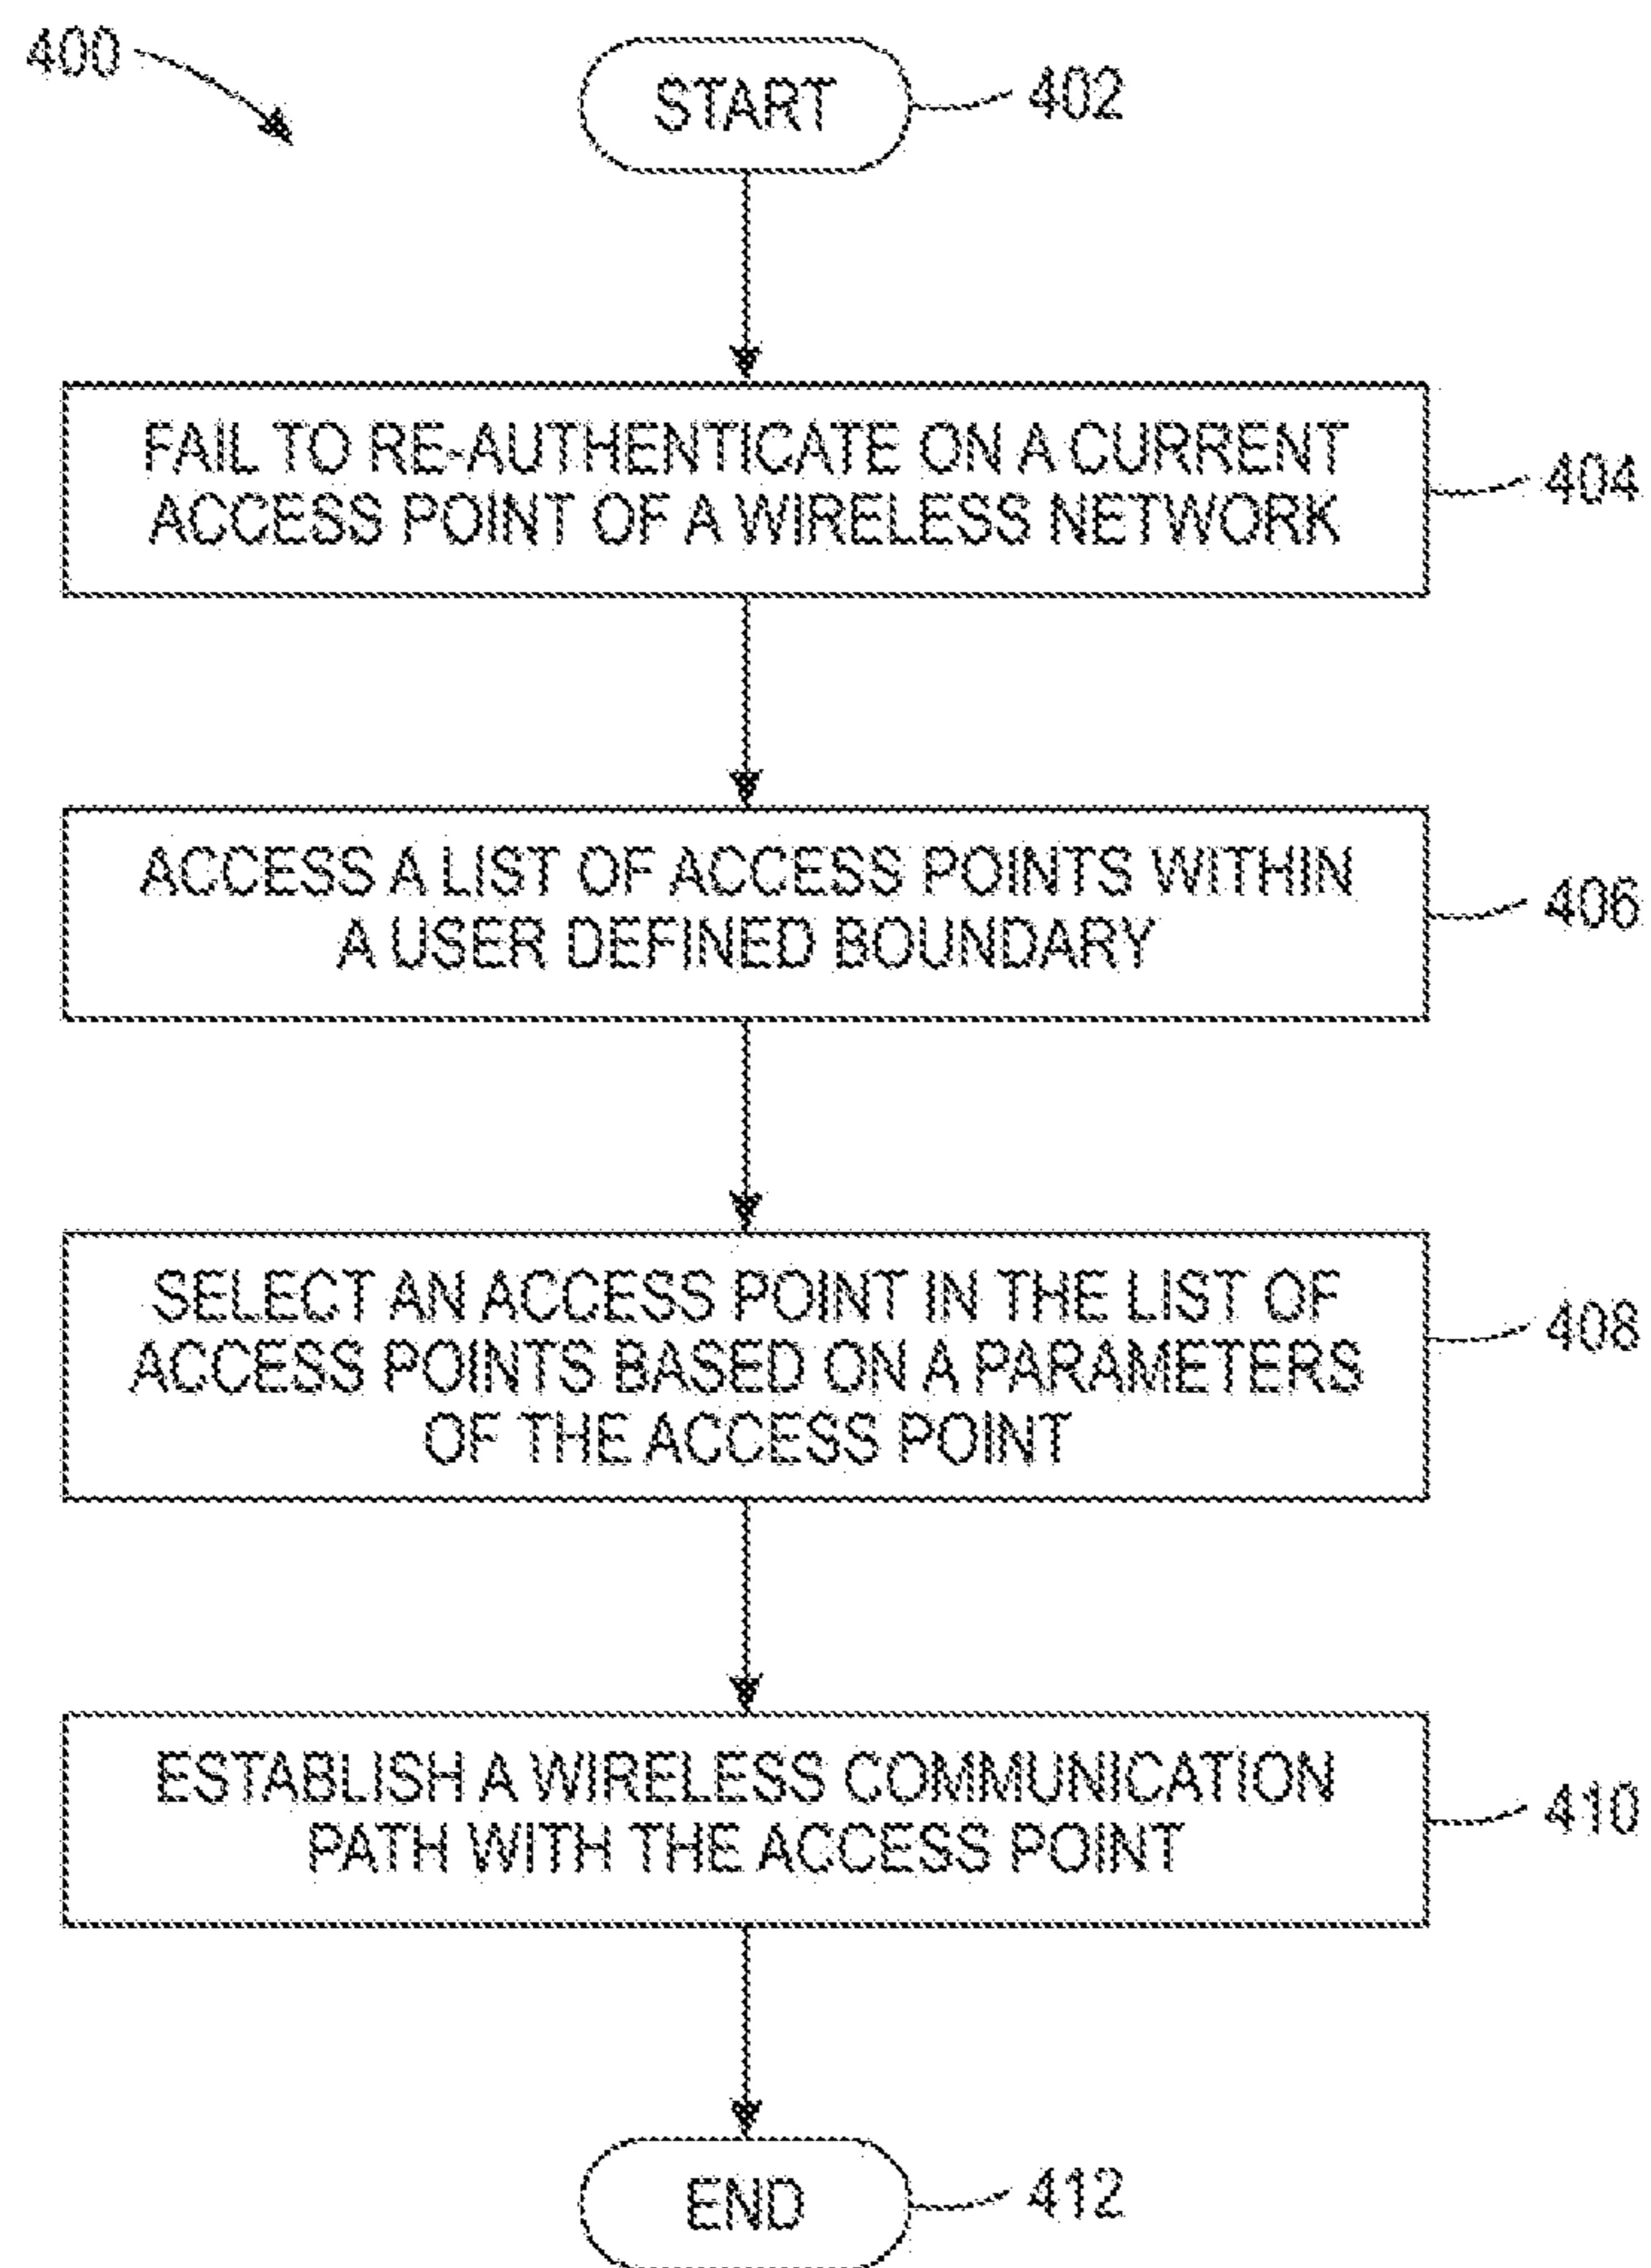 400
START
402
FAIL TO RE-AUTHENTICATE ON A CURRENT
ACCESS POINT OF A WIRELESS NETWORK
404
ACCESS A LIST OF ACCESS POINTS WITHIN
A USER DEFINED BOUNDARY
406
SELECT AN ACCESS POINT IN THE LIST OF
ACCESS POINTS BASED ON A PARAMETERS
OF THE ACCESS POINT
408
ESTABLISH A WIRELESS COMMUNICATION
PATH WITH THE ACCESS POINT
410
END
412